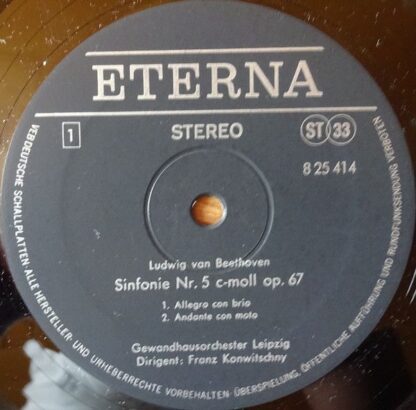 ETERNA
1
STEREO
ST 33
8 25 414
Ludwig van Beethoven
Sinfonie Nr. 5 c-moll op. 67
1. Allegro con brio
2. Andante con moto
Gewandhausorchester Leipzig
Dirigent: Franz Konwitschny
VEB DEUTSCHE SCHALLPLATTEN · ALLE HERSTELLER- UND URHEBERRECHTE VORBEHALTEN · ÜBERSPIELUNG, ÖFFENTLICHE AUFFÜHRUNG UND RUNDFUNKSENDUNG VERBOTEN